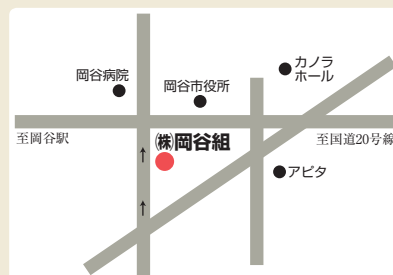 カノラ
ホール
岡谷病院
岡谷市役所
至岡谷駅
㈱岡谷組
至国道20号線
アピタ